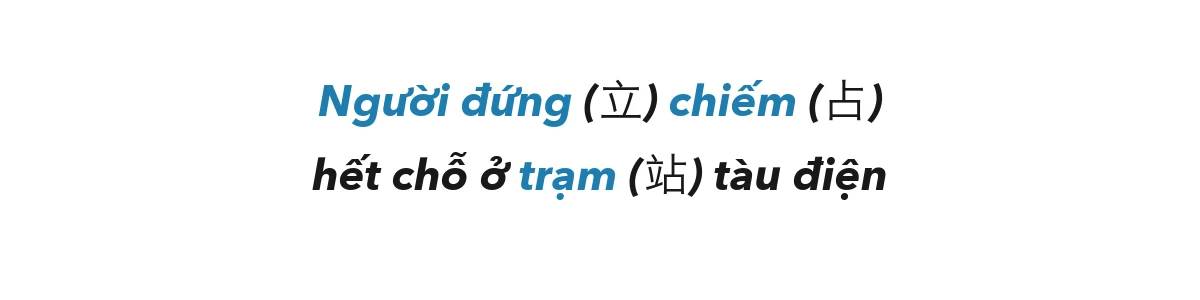 Người đứng (立) chiếm (占)
hết chỗ ở trạm (站) tàu điện